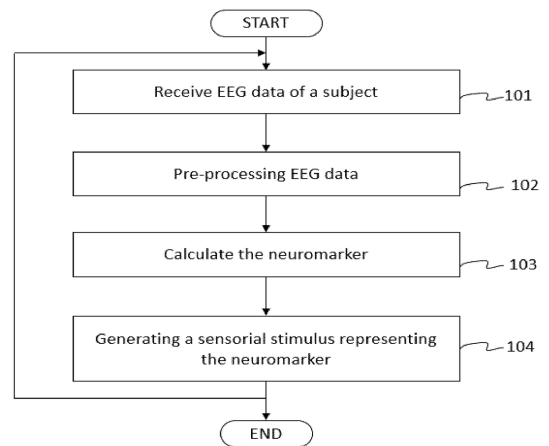 START
Receive EEG data of a subject
101
Pre-processing EEG data
102
Calculate the neuromarker
103
Generating a sensorial stimulus representing
the neuromarker
104
END